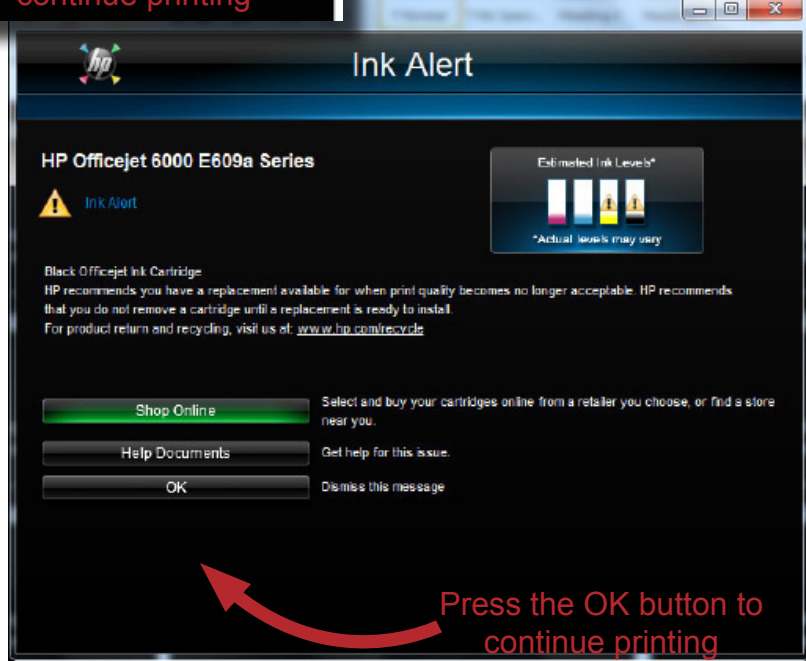 continue printing
hp
Ink Alert
HP Officejet 6000 E609a Series
Estimated Ink Levels*
Ink Alert
*Actual levels may vary
Black Officejet Ink Cartridge
HP recommends you have a replacement available for when print quality becomes no longer acceptable. HP recommends
that you do not remove a cartridge until a replacement is ready to install.
For product return and recycling, visit us at: www.hp.com/recycle
Shop Online
Select and buy your cartridges online from a retailer you choose, or find a store
near you.
Help Documents
Get help for this issue.
OK
Dismiss this message
Press the OK button to
continue printing